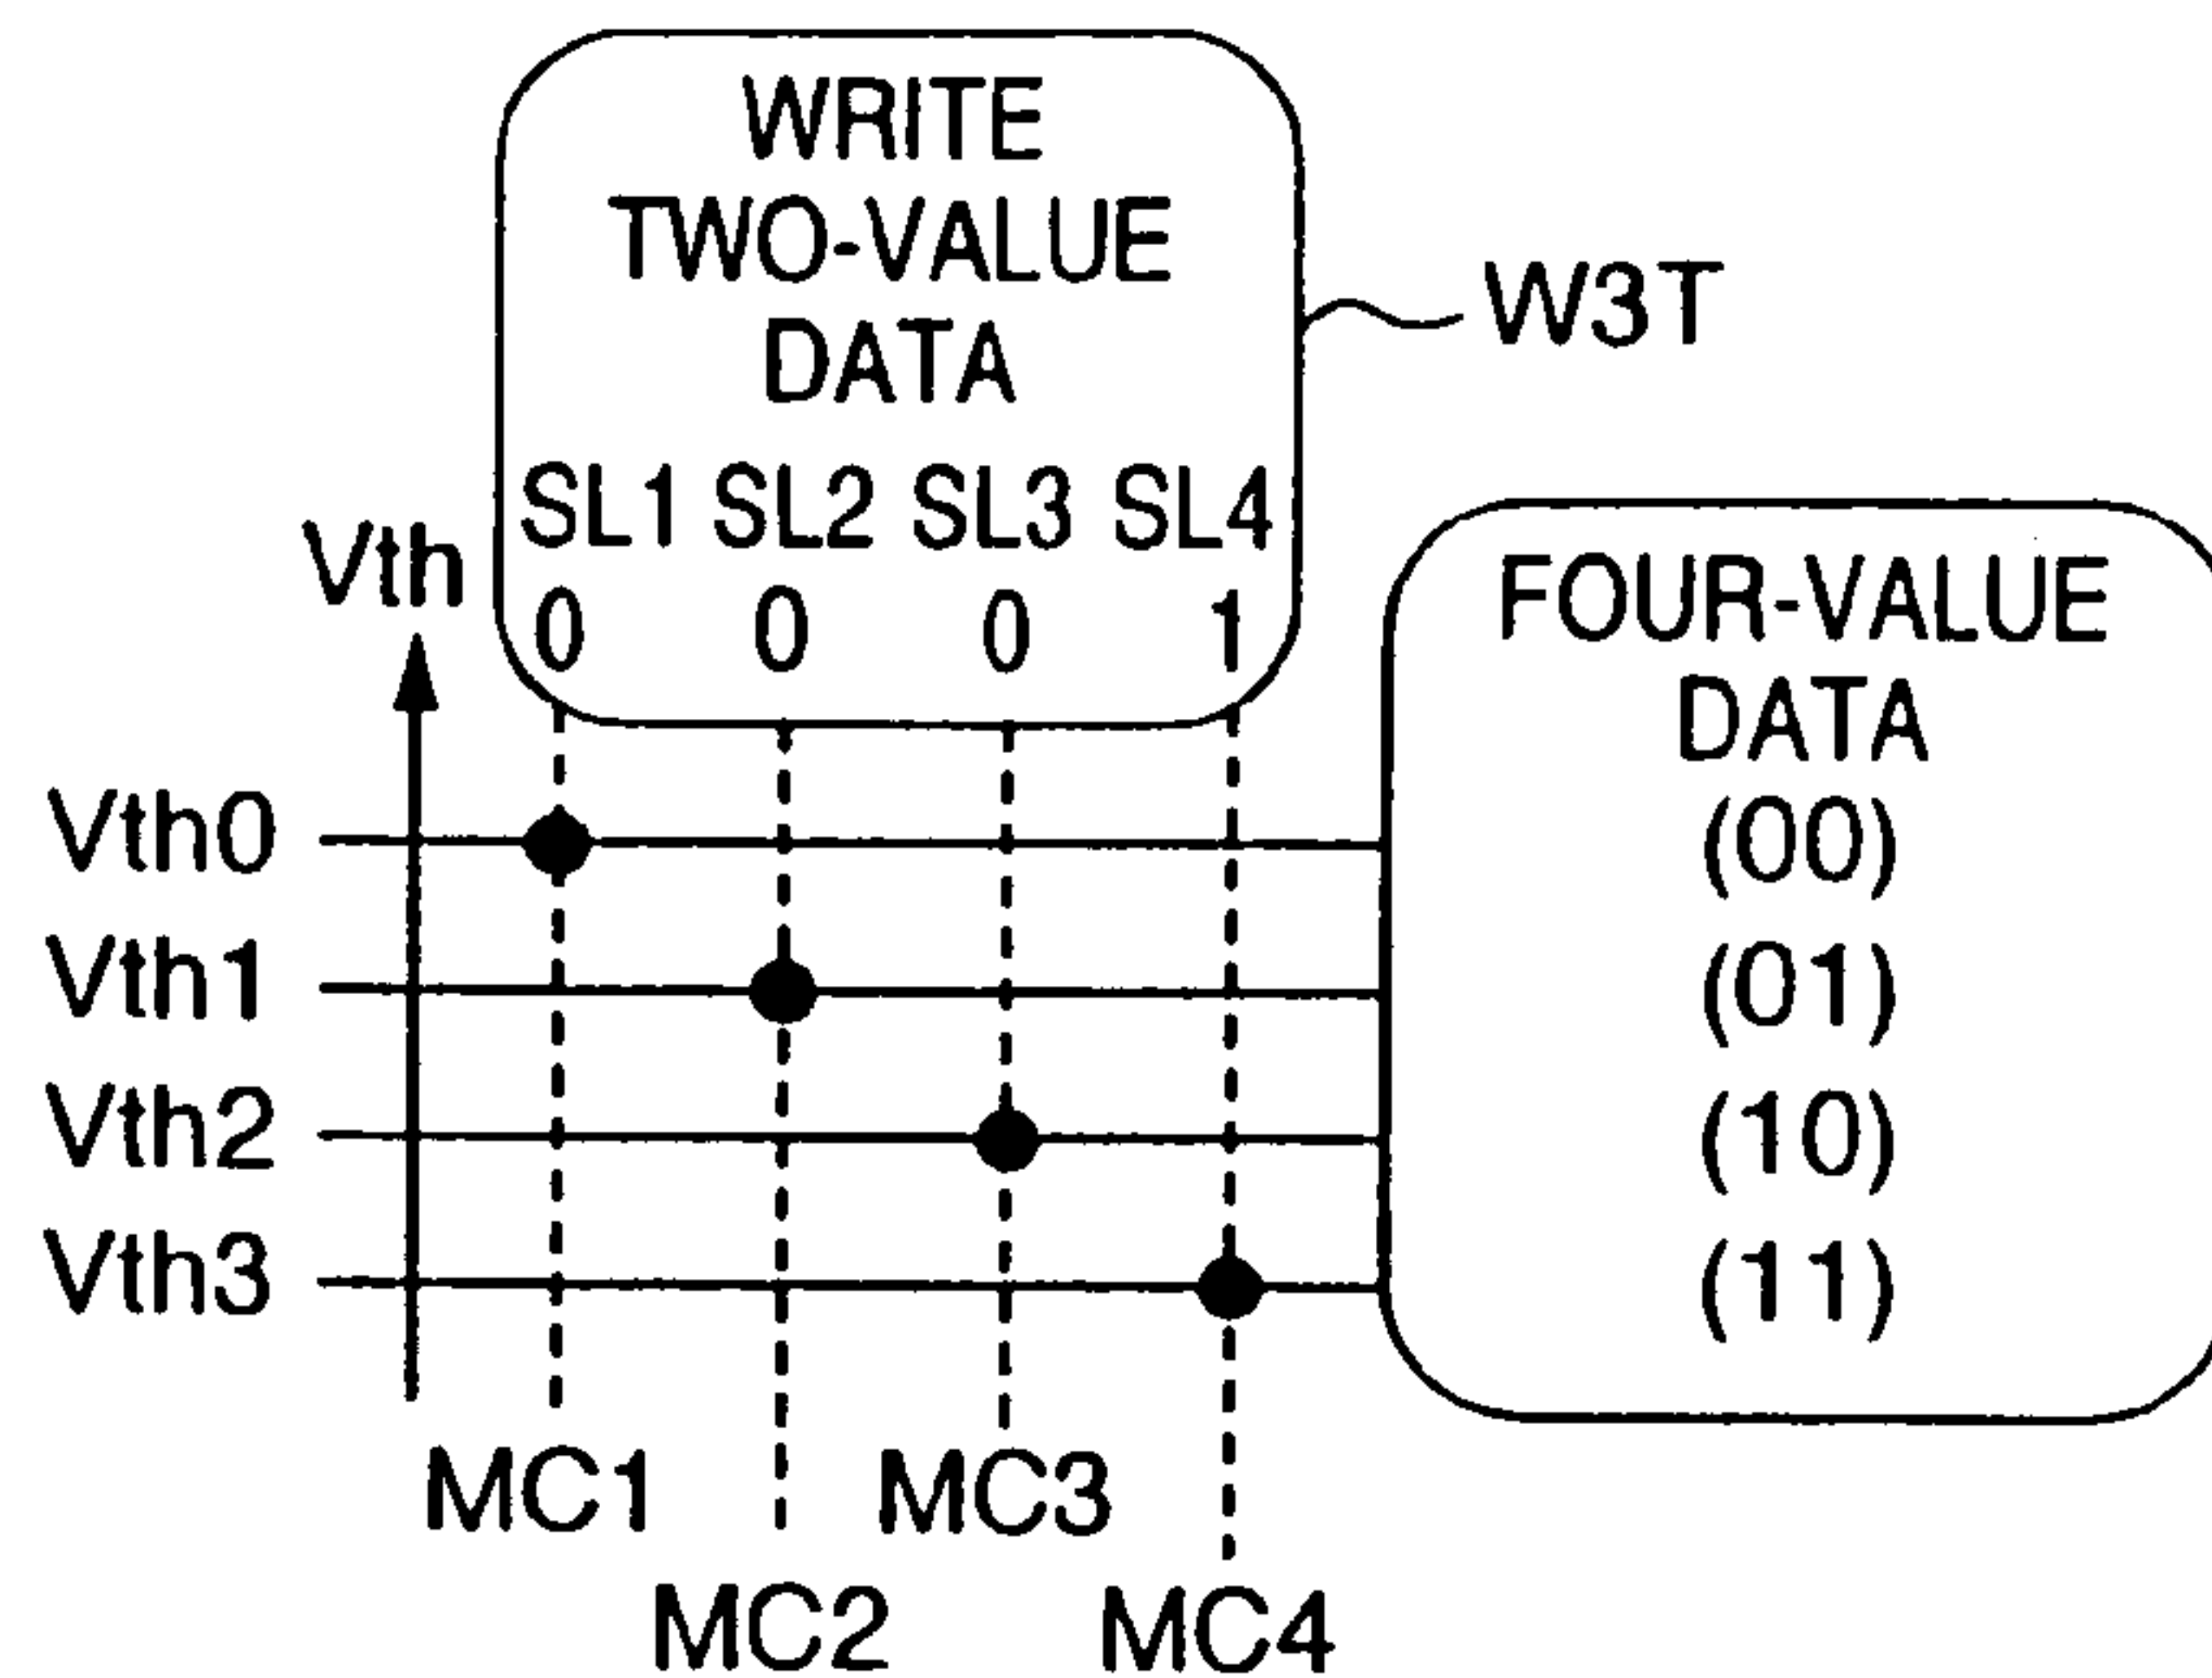 WRITE
TWO-VALUE
DATA
W3T
SL1 SL2 SL3 SL4
Vth
0 0 0 1
FOUR-VALUE
DATA
Vth0
(00)
Vth1
(01)
Vth2
(10)
Vth3
(11)
MC1
MC3
MC2
MC4